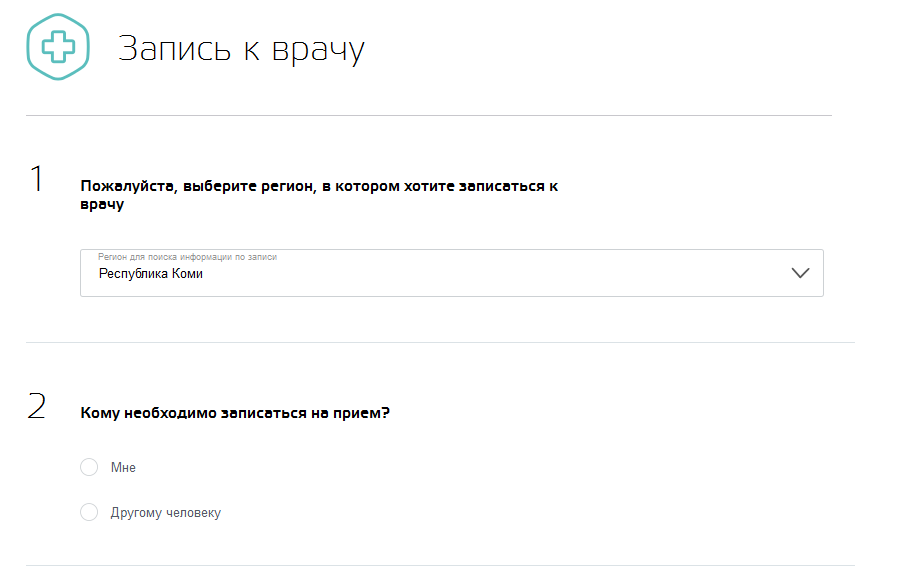 Запись к врачу
1
Пожалуйста, выберите регион, в котором хотите записаться к
врачу
Регион для поиска информации по записи
Республика Коми
2
Кому необходимо записаться на прием?
Мне
Другому человеку